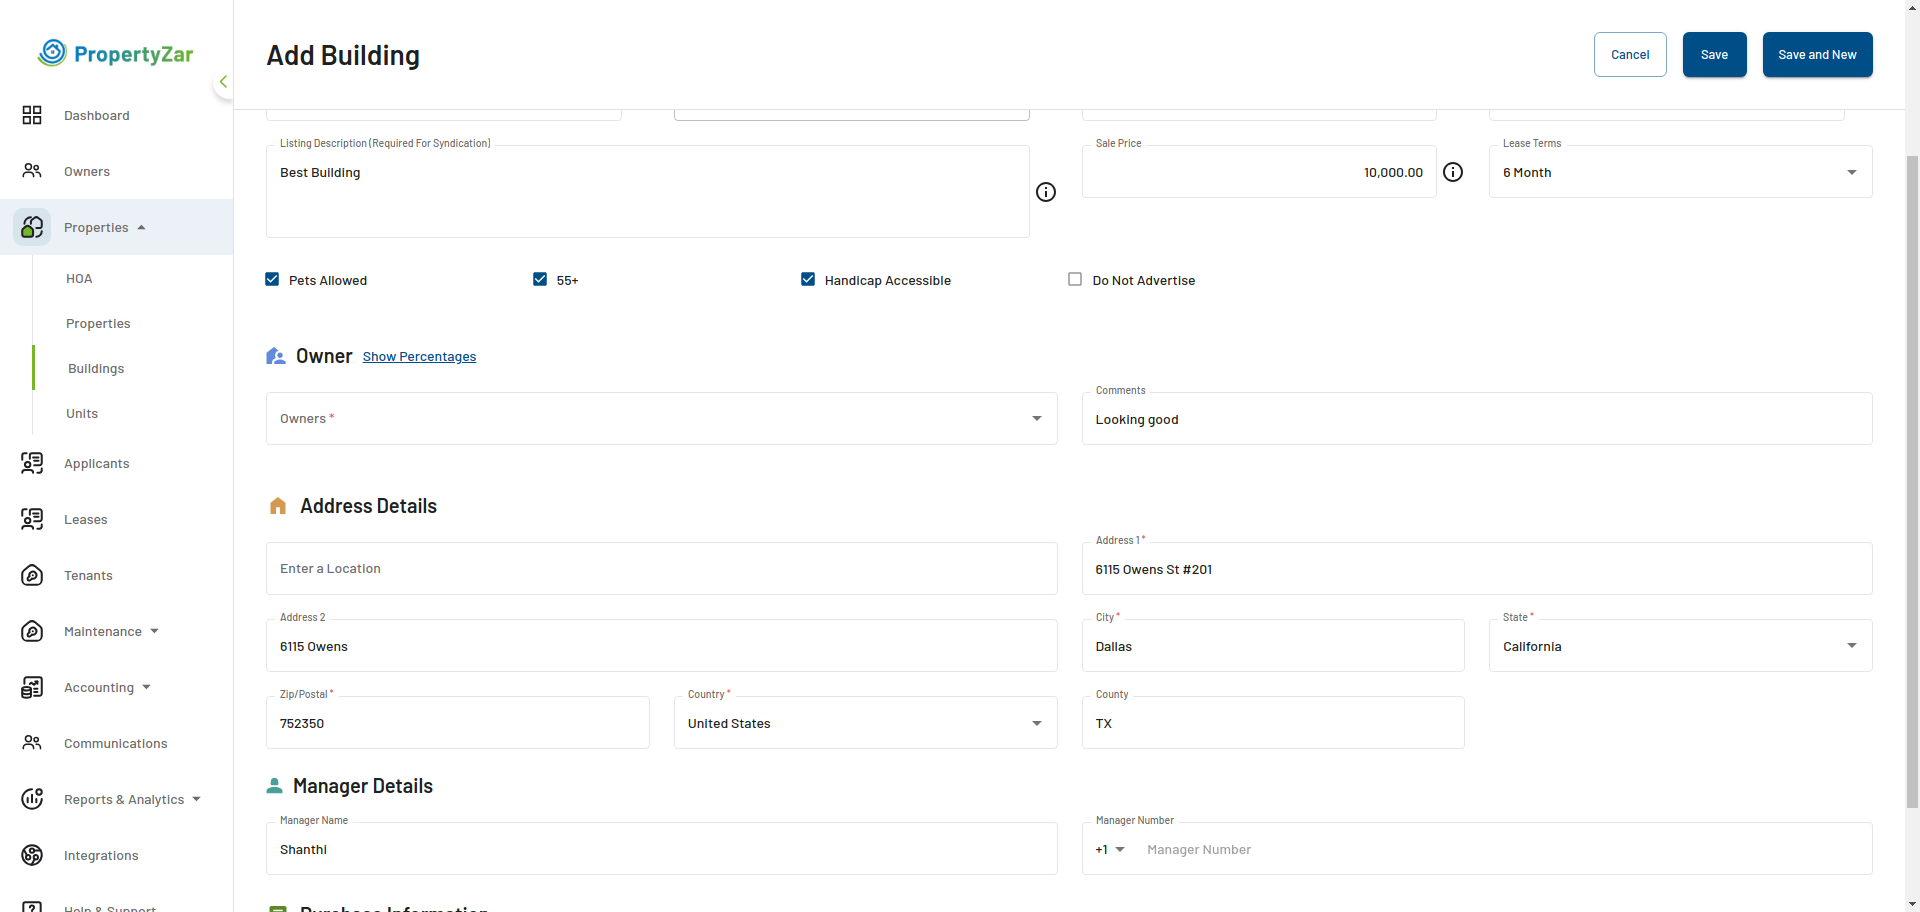 PropertyZar
Dashboard
Owners
Properties
HOA
Properties
Buildings
Units
Applicants
Leases
Tenants
Maintenance
Accounting
Communications
Reports & Analytics
Integrations
Help & Support
Add Building
Cancel
Save
Save and New
Listing Description (Required For Syndication)
Best Building
Sale Price
10,000.00
Lease Terms
6 Month
Pets Allowed
55+
Handicap Accessible
Do Not Advertise
Owner Show Percentages
Owners *
Comments
Looking good
Address Details
Enter a Location
Address 1 *
6115 Owens St #201
Address 2
6115 Owens
City *
Dallas
State *
California
Zip/Postal *
752350
Country *
United States
County
TX
Manager Details
Manager Name
Shanthi
Manager Number
+1 Manager Number
Purchase Information